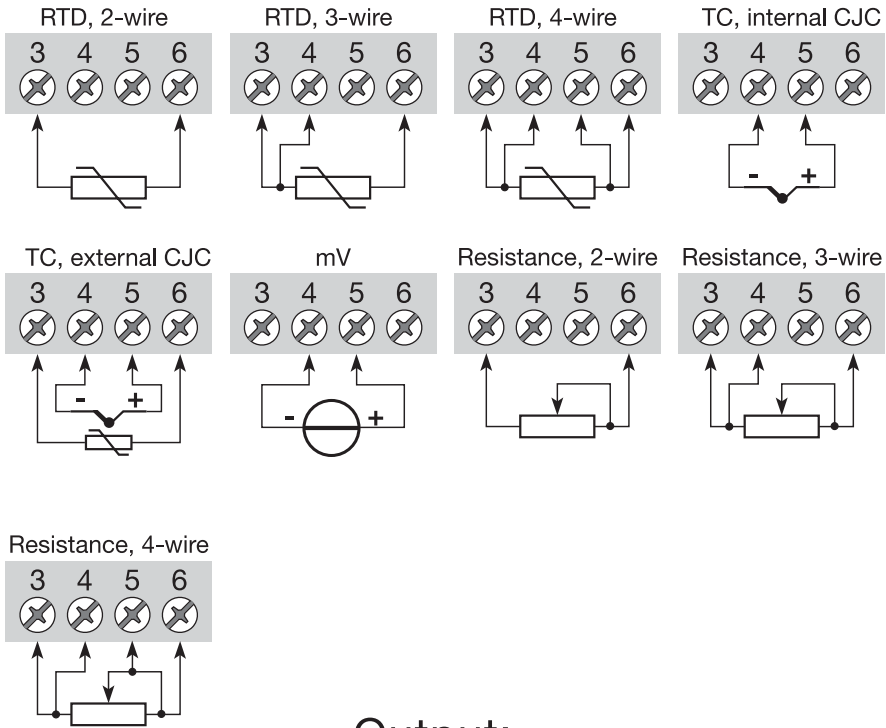 RTD, 2-wire
3 4 5 6
RTD, 3-wire
3 4 5 6
RTD, 4-wire
3 4 5 6
TC, internal CJC
3 4 5 6
- +
TC, external CJC
3 4 5 6
- +
mV
3 4 5 6
- +
Resistance, 2-wire
3 4 5 6
Resistance, 3-wire
3 4 5 6
Resistance, 4-wire
3 4 5 6
Output: